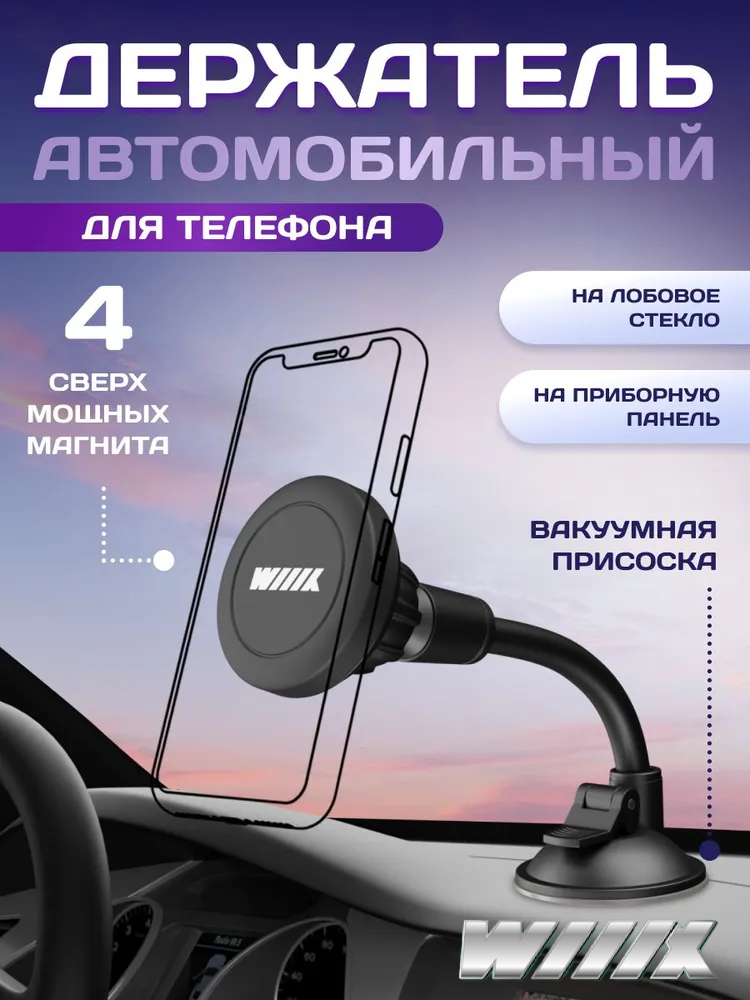 ДЕРЖАТЕЛЬ
АВТОМОБИЛЬНЫЙ
ДЛЯ ТЕЛЕФОНА
4
СВЕРХ
МОЩНЫХ
МАГНИТА
НА ЛОБОВОЕ
СТЕКЛО
НА ПРИБОРНУЮ
ПАНЕЛЬ
ВАКУУМНАЯ
ПРИСОСКА
WIIIX
WIIIX